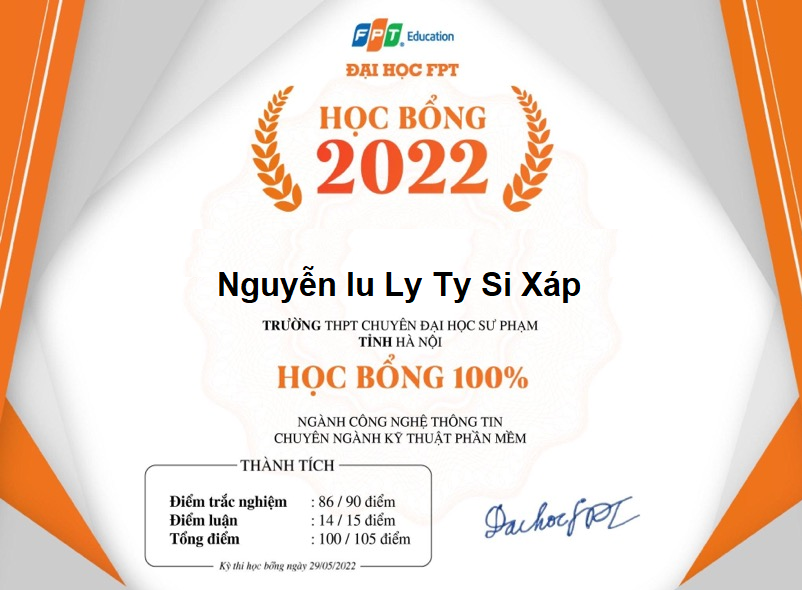 FPT Education
ĐẠI HỌC FPT
HỌC BỔNG
2022
Nguyễn Iu Ly Ty Si Xáp
TRƯỜNG THPT CHUYÊN ĐẠI HỌC SƯ PHẠM
TỈNH HÀ NỘI
HỌC BỔNG 100%
NGÀNH CÔNG NGHỆ THÔNG TIN
CHUYÊN NGÀNH KỸ THUẬT PHẦN MỀM
THÀNH TÍCH
Điểm trắc nghiệm : 86 / 90 điểm
Điểm luận : 14 / 15 điểm
Tổng điểm : 100 / 105 điểm
Kỳ thi học bổng ngày 29/05/2022
Đai học FPT